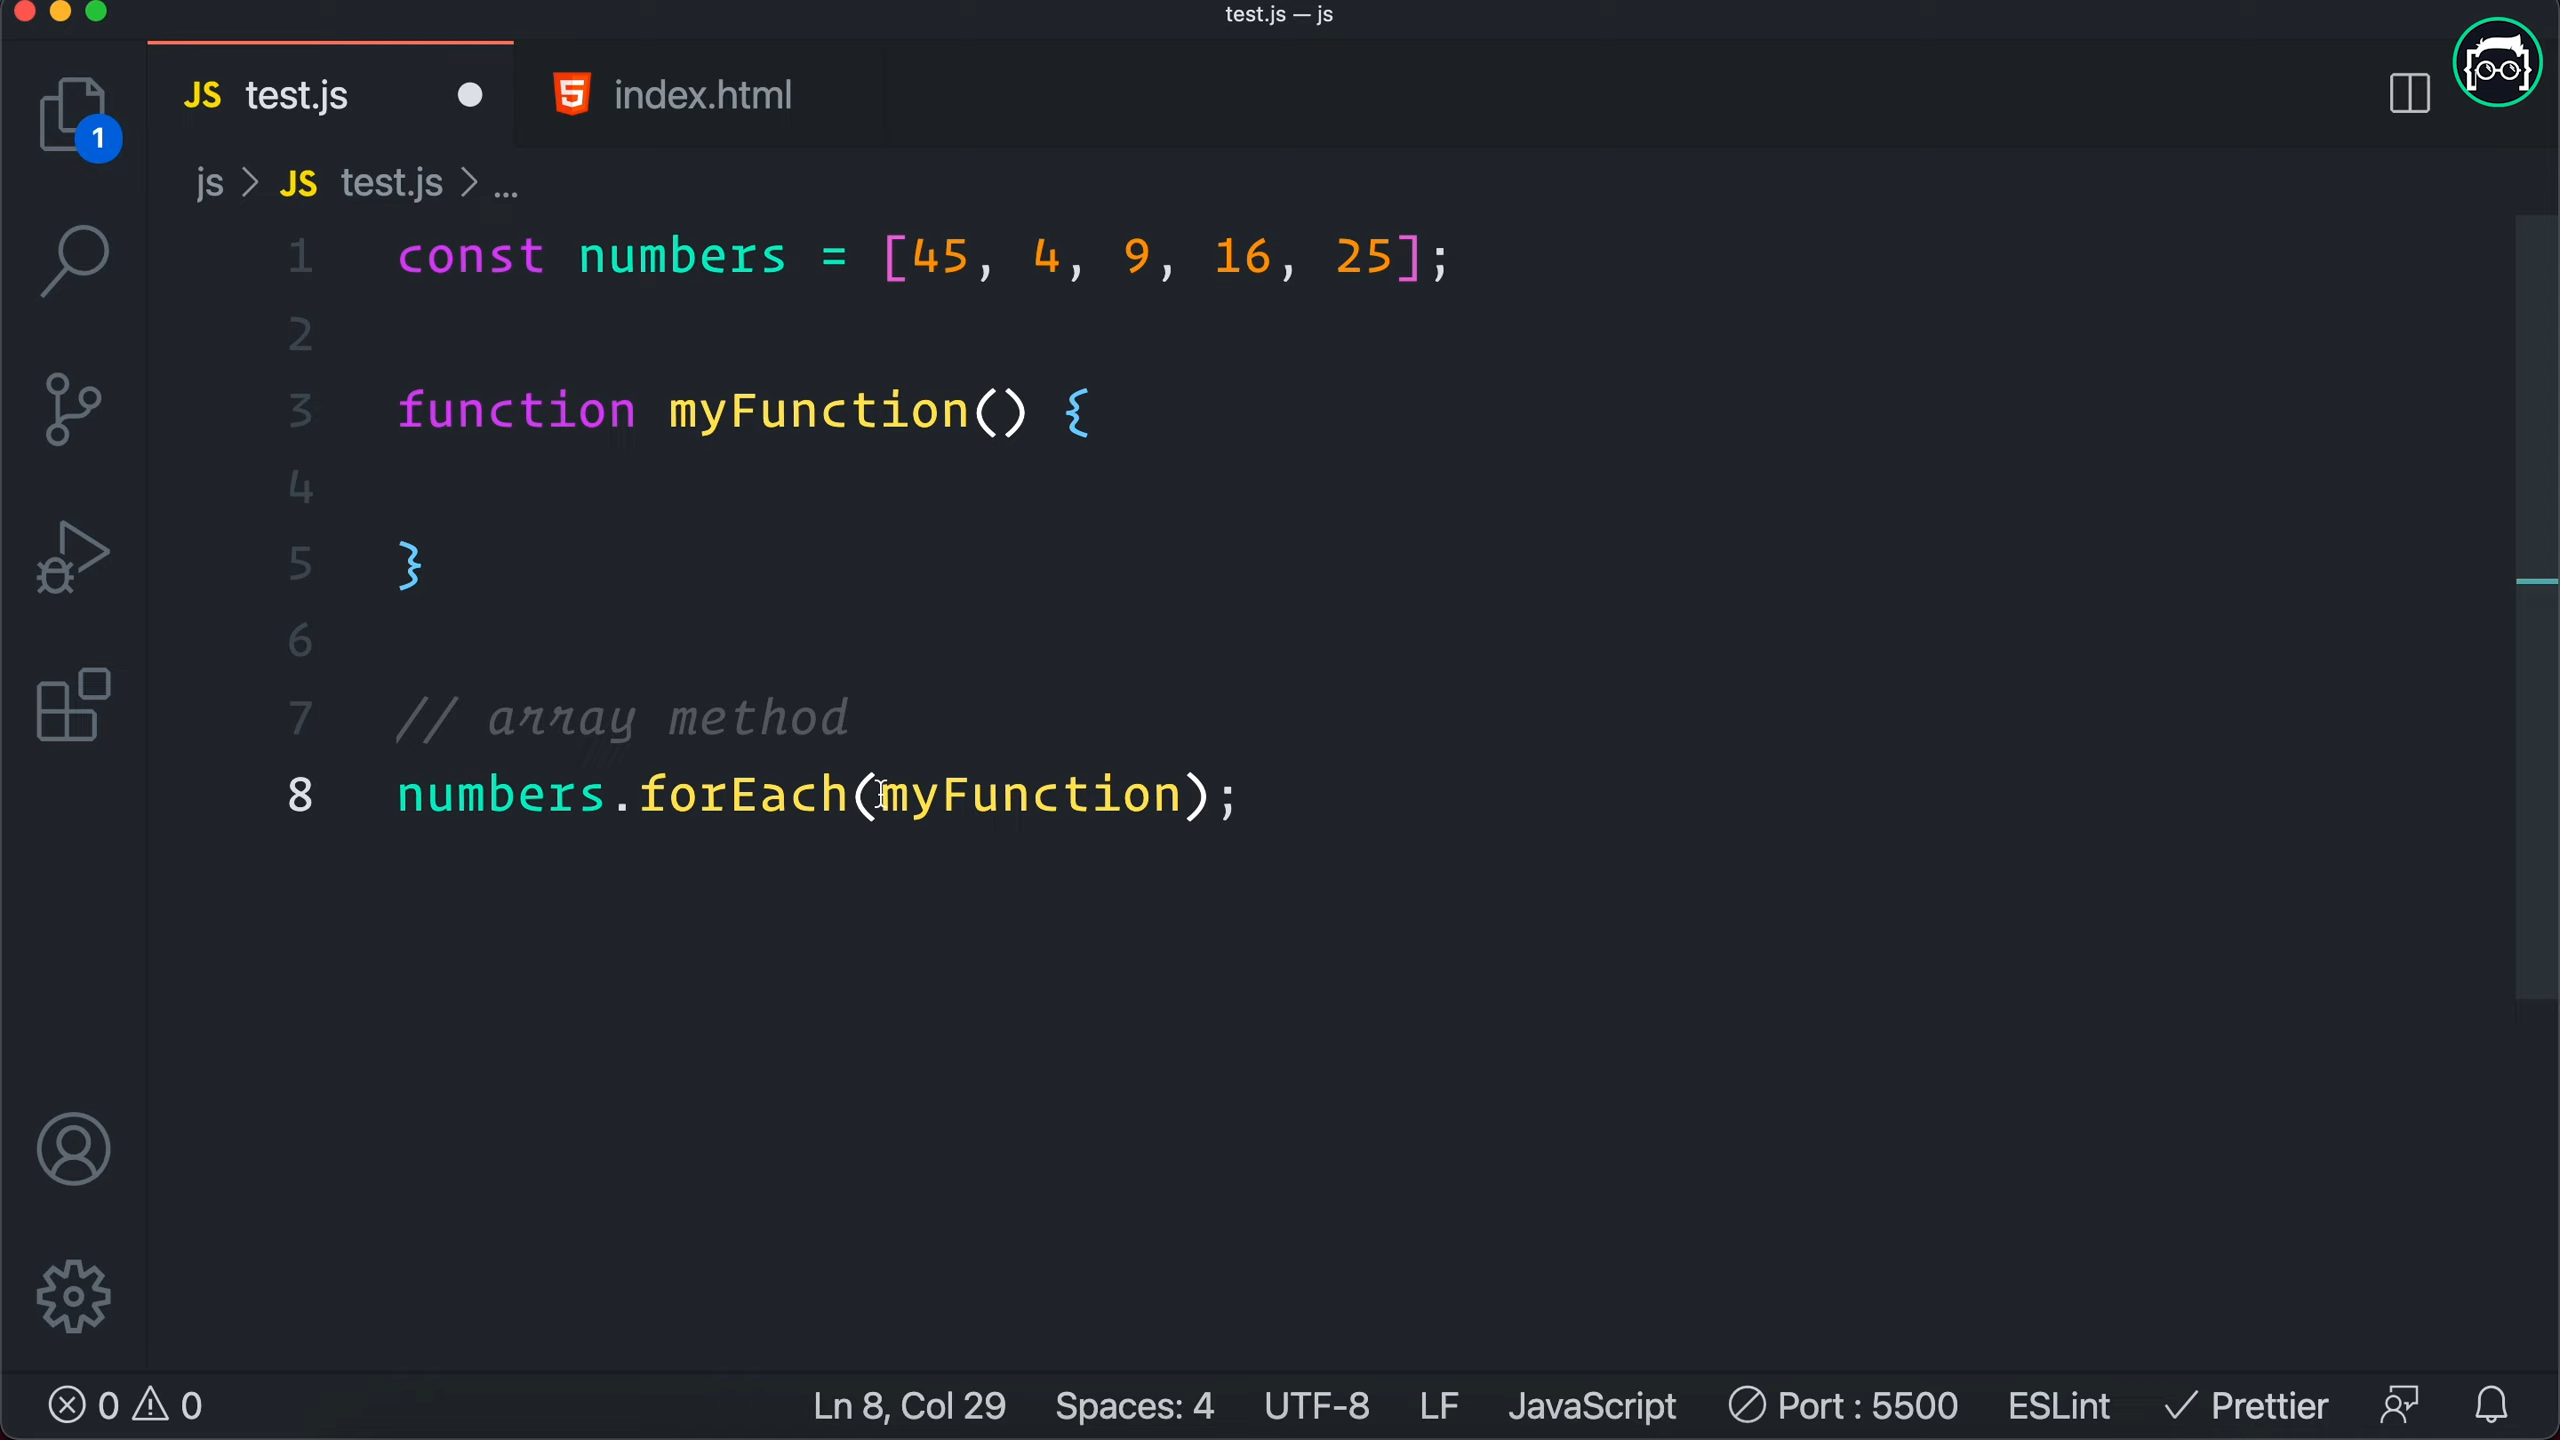 test.js — js
JS test.js index.html
1
js > JS test.js > ...
1 const numbers = [45, 4, 9, 16, 25];
2
3 function myFunction() {
4
5 }
6
7 // array method
8 numbers.forEach(myFunction);
0 0 Ln 8, Col 29 Spaces: 4 UTF-8 LF JavaScript Port : 5500 ESLint Prettier